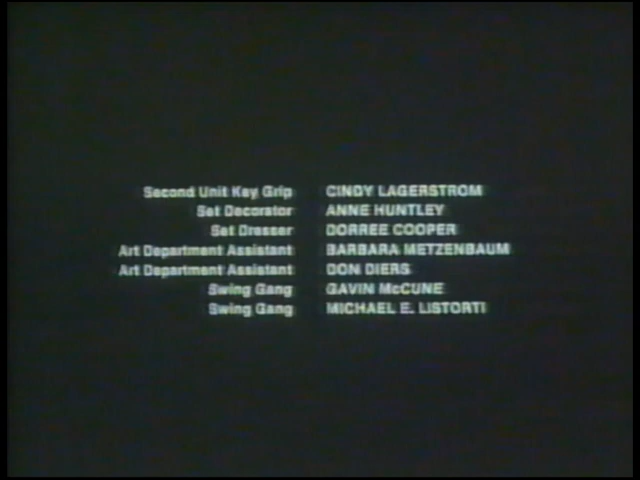 Second Unit Key Grip CINDY LAGERSTROM
Set Decorator ANNE HUNTLEY
Set Dresser DORREE COOPER
Art Department Assistant BARBARA METZENBAUM
Art Department Assistant DON DIERS
Swing Gang GAVIN McCUNE
Swing Gang MICHAEL E. LISTORTI